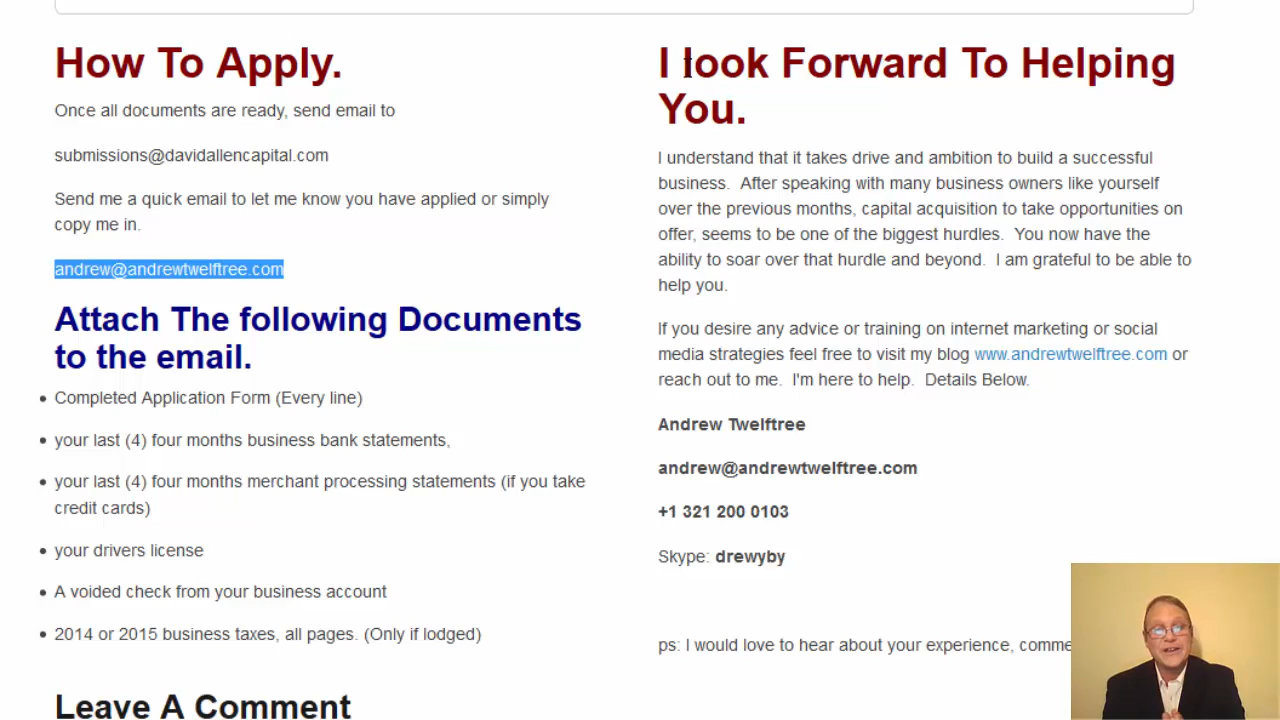 How To Apply.
Once all documents are ready, send email to
submissions@davidallencapital.com
Send me a quick email to let me know you have applied or simply
copy me in.
andrew@andrewtwelftree.com
Attach The following Documents
to the email.
Completed Application Form (Every line)
your last (4) four months business bank statements,
your last (4) four months merchant processing statements (if you take
credit cards)
your drivers license
A voided check from your business account
2014 or 2015 business taxes, all pages. (Only if lodged)
Leave A Comment
I look Forward To Helping
You.
I understand that it takes drive and ambition to build a successful
business.  After speaking with many business owners like yourself
over the previous months, capital acquisition to take opportunities on
offer, seems to be one of the biggest hurdles.  You now have the
ability to soar over that hurdle and beyond.  I am grateful to be able to
help you.
If you desire any advice or training on internet marketing or social
media strategies feel free to visit my blog www.andrewtwelftree.com or
reach out to me.  I'm here to help.  Details Below.
Andrew Twelftree
andrew@andrewtwelftree.com
+1 321 200 0103
Skype: drewyby
ps: I would love to hear about your experience,